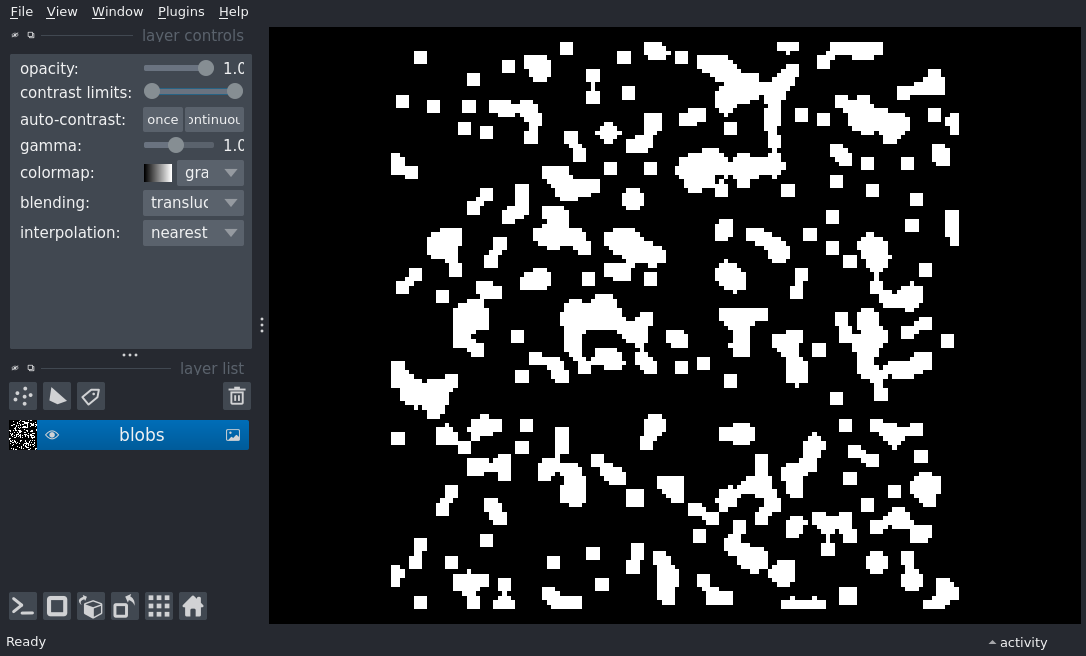 File View Window Plugins Help
layer controls
opacity: 1.0
contrast limits:
auto-contrast: once ontinuou
gamma: 1.0
colormap: gra
blending: transluc
interpolation: nearest
layer list
blobs
Ready
activity